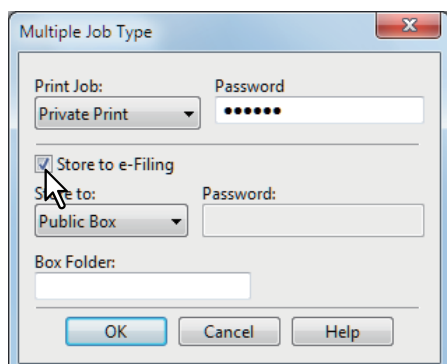 Multiple Job Type
Print Job: Password
Private Print ••••••
Store to e-Filing
Store to: Password:
Public Box
Box Folder:
OK Cancel Help